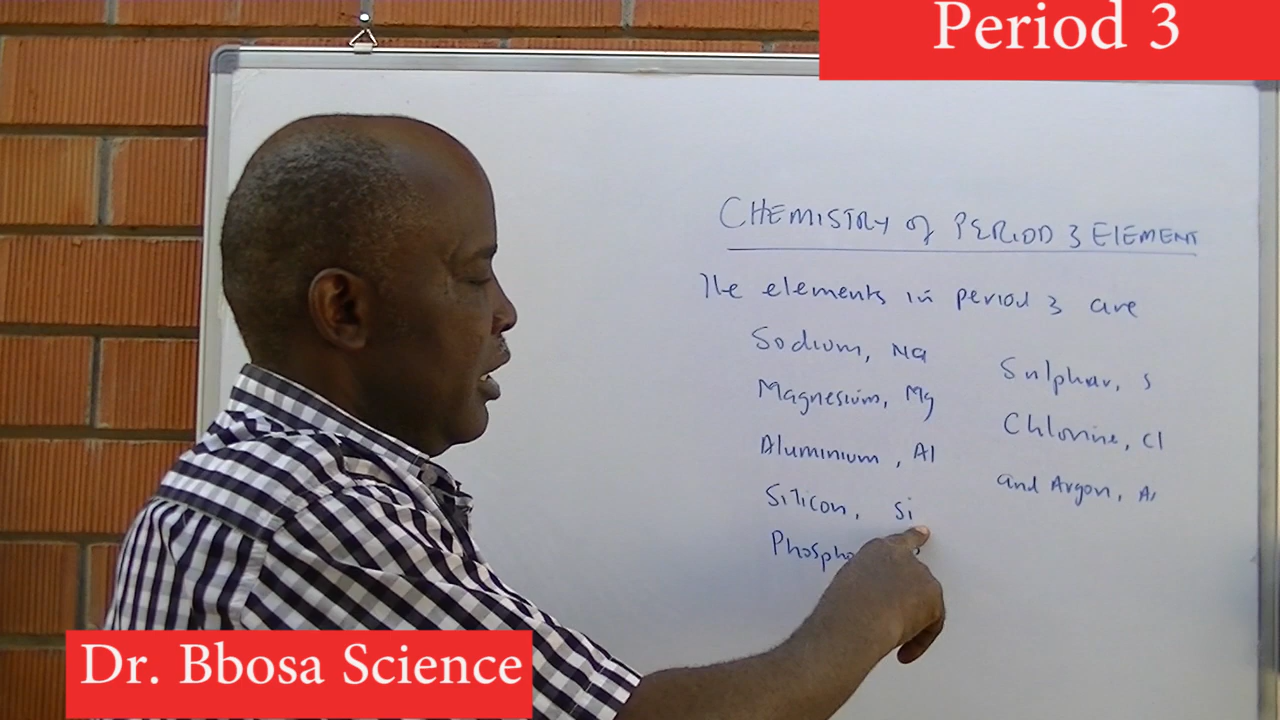 Period 3
CHEMISTRY of PERIOD 3 ELEMENT
The elements in period 3 are
Sodium, Na
Magnesium, Mg
Aluminium, Al
Silicon, Si
Phospho
Sulphur, S
Chlorine, Cl
and Argon, Ar
Dr. Bbosa Science